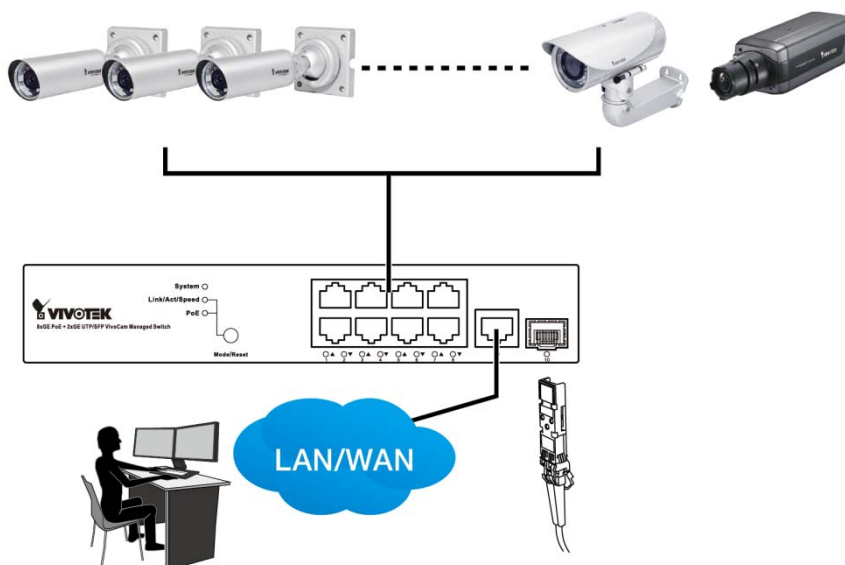 System
Link/Act/Speed
PoE
VIVOTEK
8xGE PoE + 2xGE UTP/SFP VivoCam Managed Switch
Mode/Reset
1 2 3 4 5 6 7 8
10
LAN/WAN